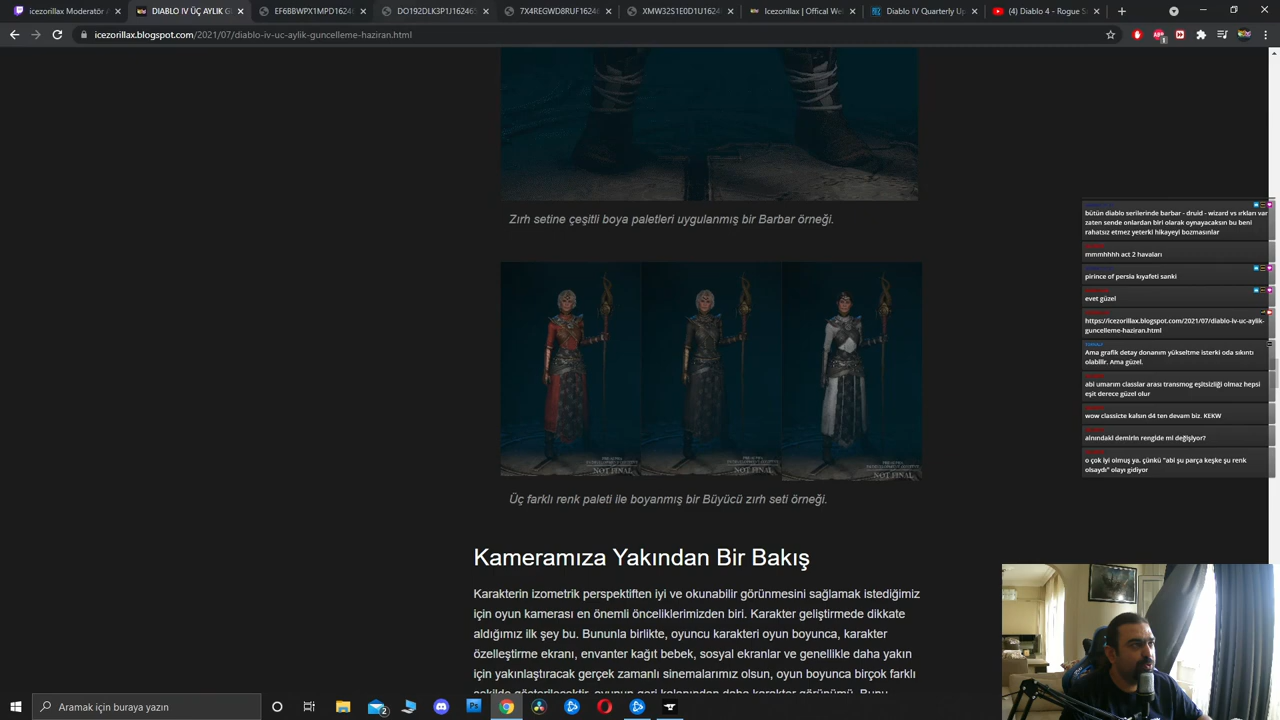 icezorillax Moderatör A
DIABLO IV ÜÇ AYLIK G
EF6BBWPX1MPD16246
DO192DLK3P1J16246
7X4REGWD8RUF16246
XMW32S1E0D1U16246
Icezorillax | Offical We
Diablo IV Quarterly Up
(4) Diablo 4 - Rogue S
icezorillax.blogspot.com/2021/07/diablo-iv-uc-aylik-guncelleme-haziran.html
1
Zırh setine çeşitli boya paletleri uygulanmış bir Barbar örneği.
NOT FINAL
NOT FINAL
NOT FINAL
Üç farklı renk paleti ile boyanmış bir Büyücü zırh seti örneği.
Kameramıza Yakından Bir Bakış
Karakterin izometrik perspektiften iyi ve okunabilir görünmesini sağlamak istediğimiz
için oyun kamerası en önemli önceliklerimizden biri. Karakter geliştirmede dikkate
aldığımız ilk şey bu. Bununla birlikte, oyuncu karakteri oyun boyunca, karakter
özelleştirme ekranı, envanter kağıt bebek, sosyal ekranlar ve genellikle daha yakın
için yakınlaştıracak gerçek zamanlı sinemalarımız olsun, oyun boyunca birçok farklı
bütün diablo serilerinde barbar - druid - wizard vs ırkları var
zaten sende onlardan biri olarak oynayacaksın bu beni
rahatsız etmez yeterki hikayeyi bozmasınlar
mmmhhhh act 2 havaları
pirince of persia kıyafeti sanki
evet güzel
https://icezorillax.blogspot.com/2021/07/diablo-iv-uc-aylik-
guncelleme-haziran.html
Ama grafik detay donanım yükseltme isterki oda sıkıntı
olabilir. Ama güzel.
abi umarım classlar arası transmog eşitsizliği olmaz hepsi
eşit derece güzel olur
wow classicte kalsın d4 ten devam biz. KEKW
alnındaki demirin rengide mi değişiyor?
o çok iyi olmuş ya. çünkü "abi şu parça keşke şu renk
olsaydı" olayı gidiyor
Aramak için buraya yazın
2